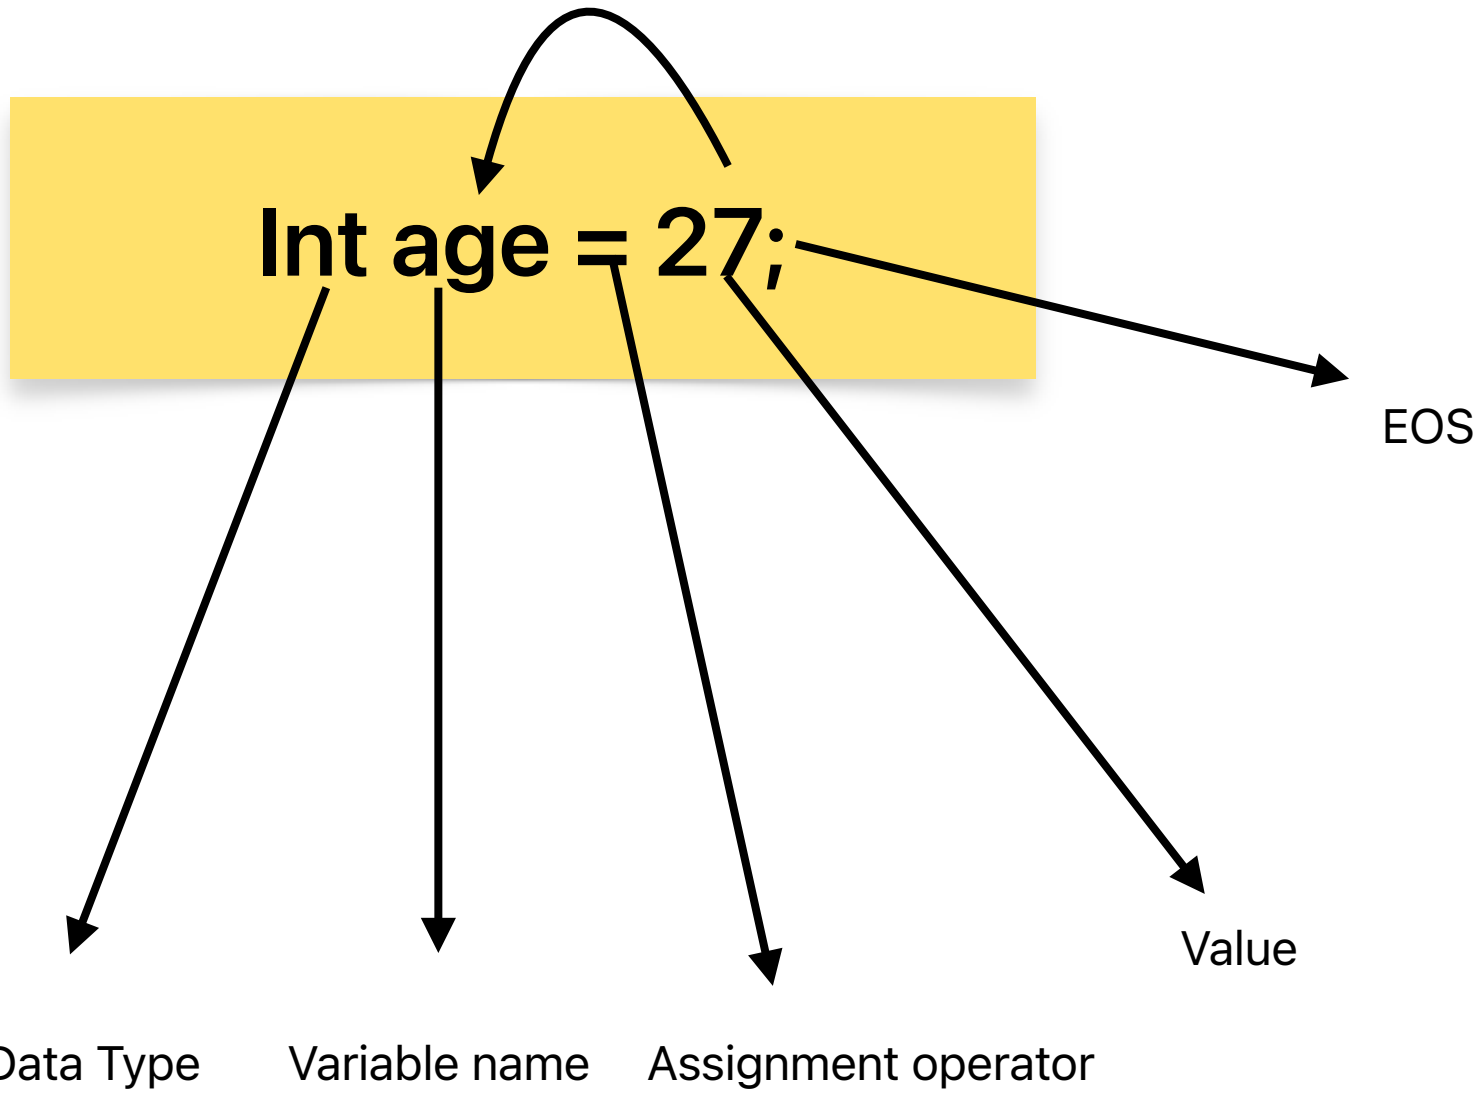 Int age = 27;
EOS
Value
Data Type
Variable name
Assignment operator